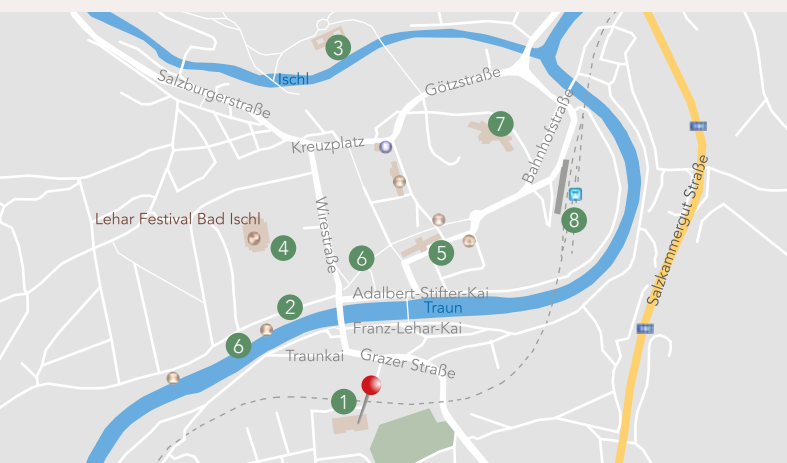 3
Ischl
Salzburgerstraße
Götzstraße
7
Kreuzplatz
Bahnhofstraße
Lehar Festival Bad Ischl
4
Wirestraße
6
5
8
Salzkammergut Straße
Adalbert-Stifter-Kai
2
Traun
Franz-Lehar-Kai
6
Traunkai
Grazer Straße
1